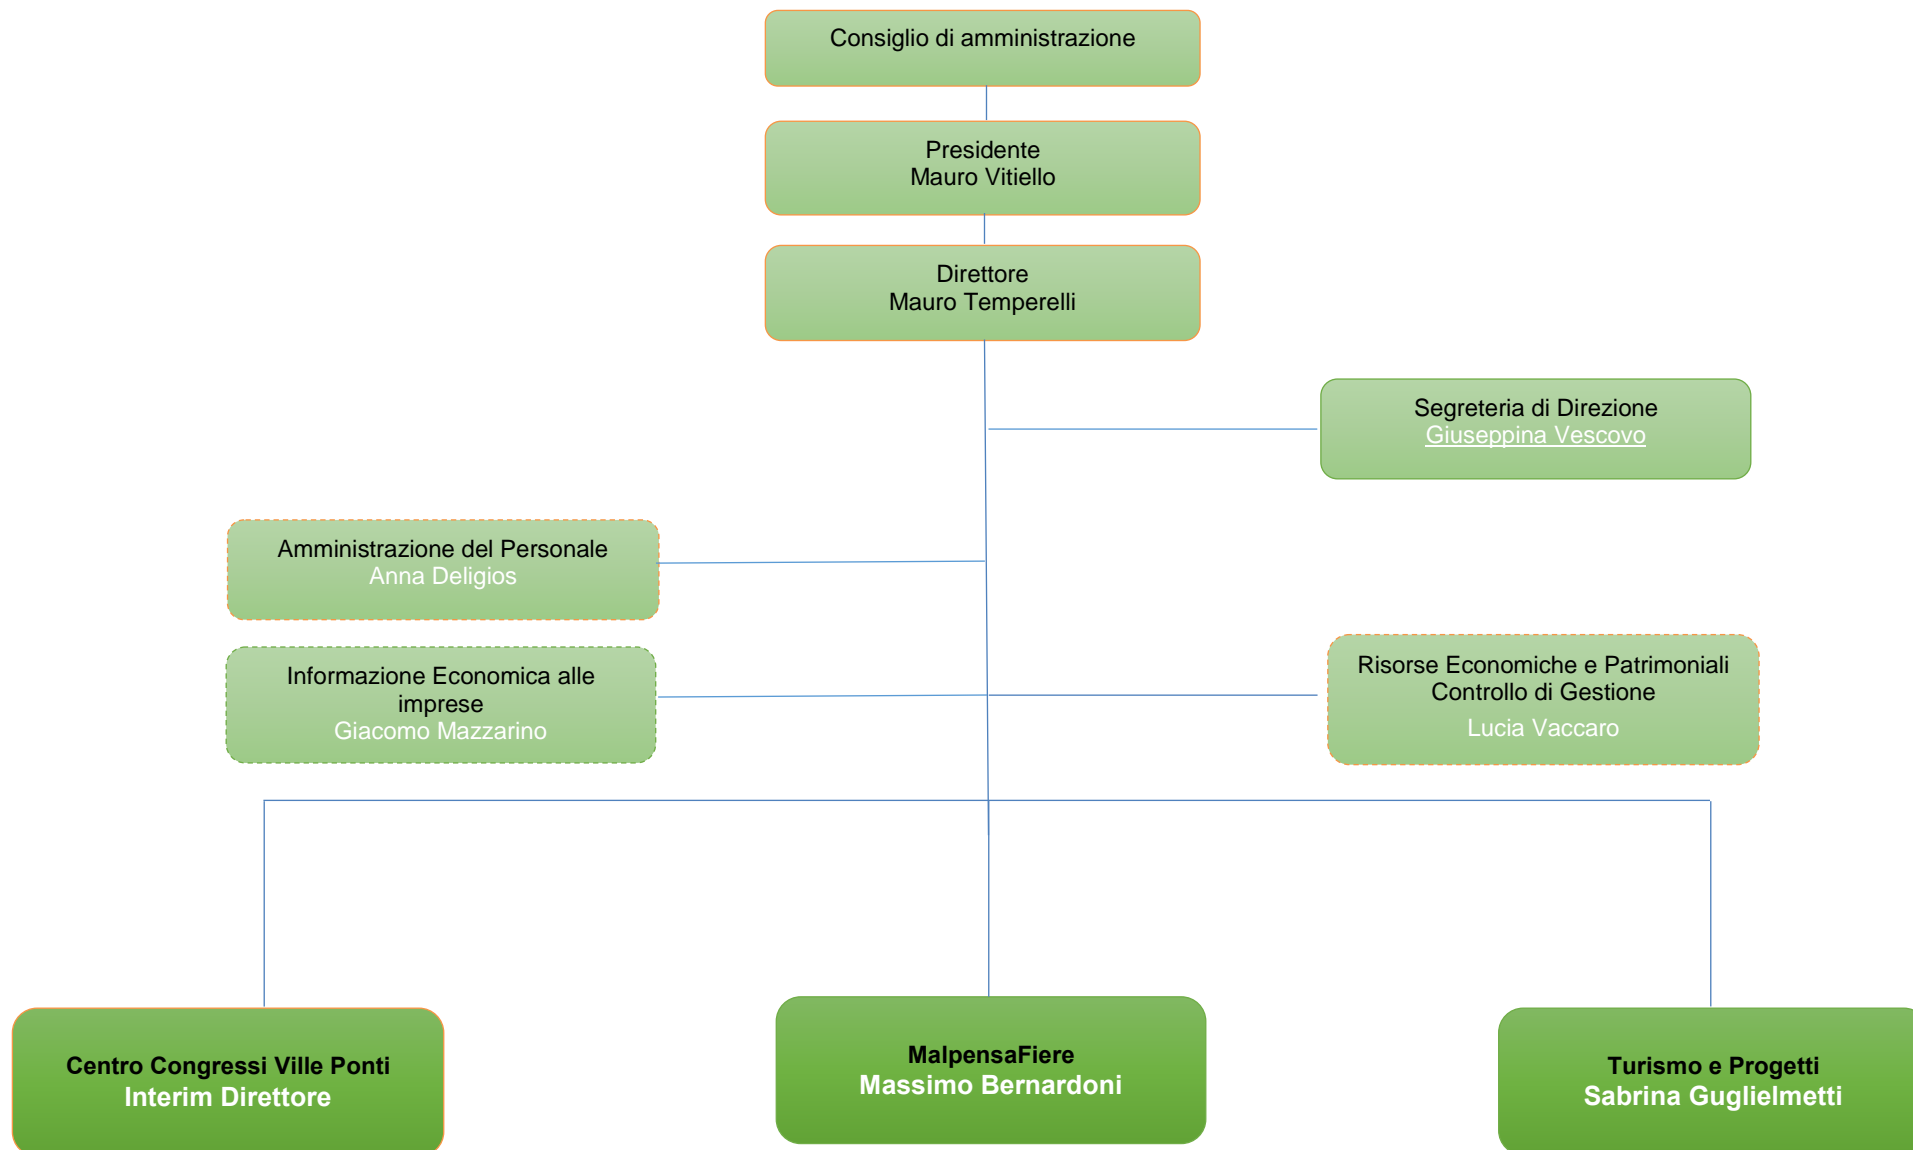 Consiglio di amministrazione
Presidente
Mauro Vitiello
Direttore
Mauro Temperelli
Segreteria di Direzione
Giuseppina Vescovo
Amministrazione del Personale
Anna Deligios
Informazione Economica alle
imprese
Giacomo Mazzarino
Risorse Economiche e Patrimoniali
Controllo di Gestione
Lucia Vaccaro
Centro Congressi Ville Ponti
Interim Direttore
MalpensaFiere
Massimo Bernardoni
Turismo e Progetti
Sabrina Guglielmetti